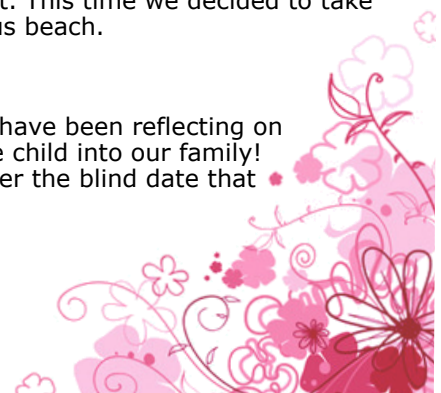 t. This time we decided to take
us beach.
have been reflecting on
e child into our family!
er the blind date that